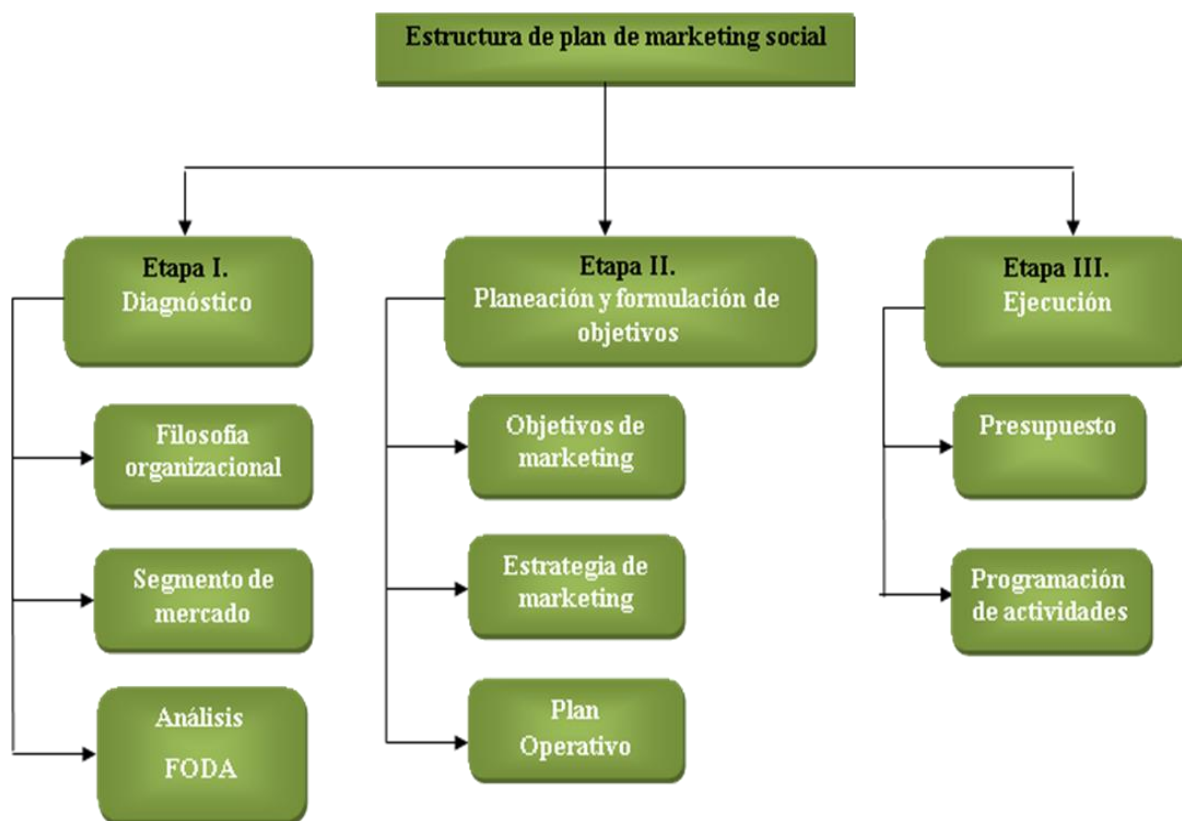 Estructura de plan de marketing social
Etapa I.
Diagnóstico
Filosofía
organizacional
Segmento de
mercado
Análisis
FODA
Etapa II.
Planeación y formulación de
objetivos
Objetivos de
marketing
Estrategia de
marketing
Plan
Operativo
Etapa III.
Ejecución
Presupuesto
Programación
de actividades